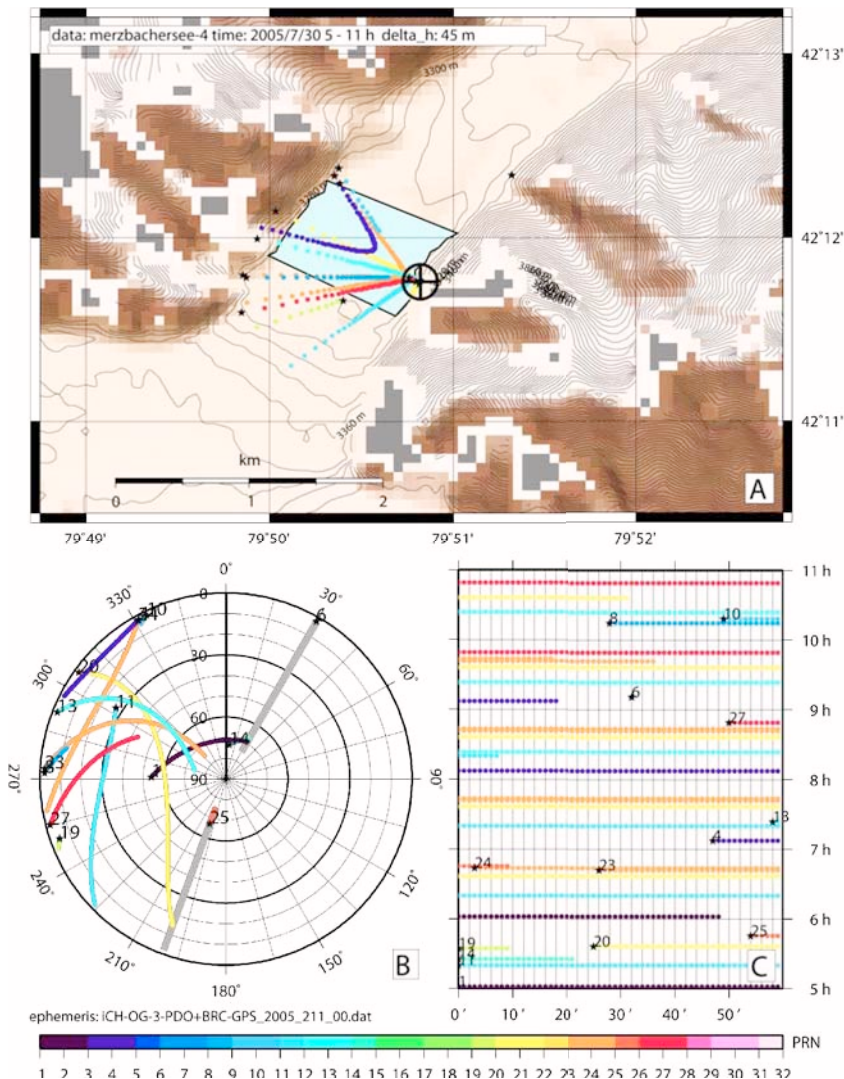 data: merzbachersee-4 time: 2005/7/30 5 - 11 h delta_h: 45 m
3300 m
42°13'
3280 m
42°12'
3360 m
42°11'
km
0 1 2
A
79°49' 79°50' 79°51' 79°52'
0°
330° 30°
300° 60°
270° 90°
240° 120°
210° 150°
180°
0
30
60
90
6
20
13
11
14
25
27
19
B
11 h
10 h
9 h
8 h
7 h
6 h
5 h
8
10
6
27
13
4
24
23
25
20
19
11
1
C
0' 10' 20' 30' 40' 50'
ephemeris: iCH-OG-3-PDO+BRC-GPS_2005_211_00.dat
PRN
1 2 3 4 5 6 7 8 9 10 11 12 13 14 15 16 17 18 19 20 21 22 23 24 25 26 27 28 29 30 31 32